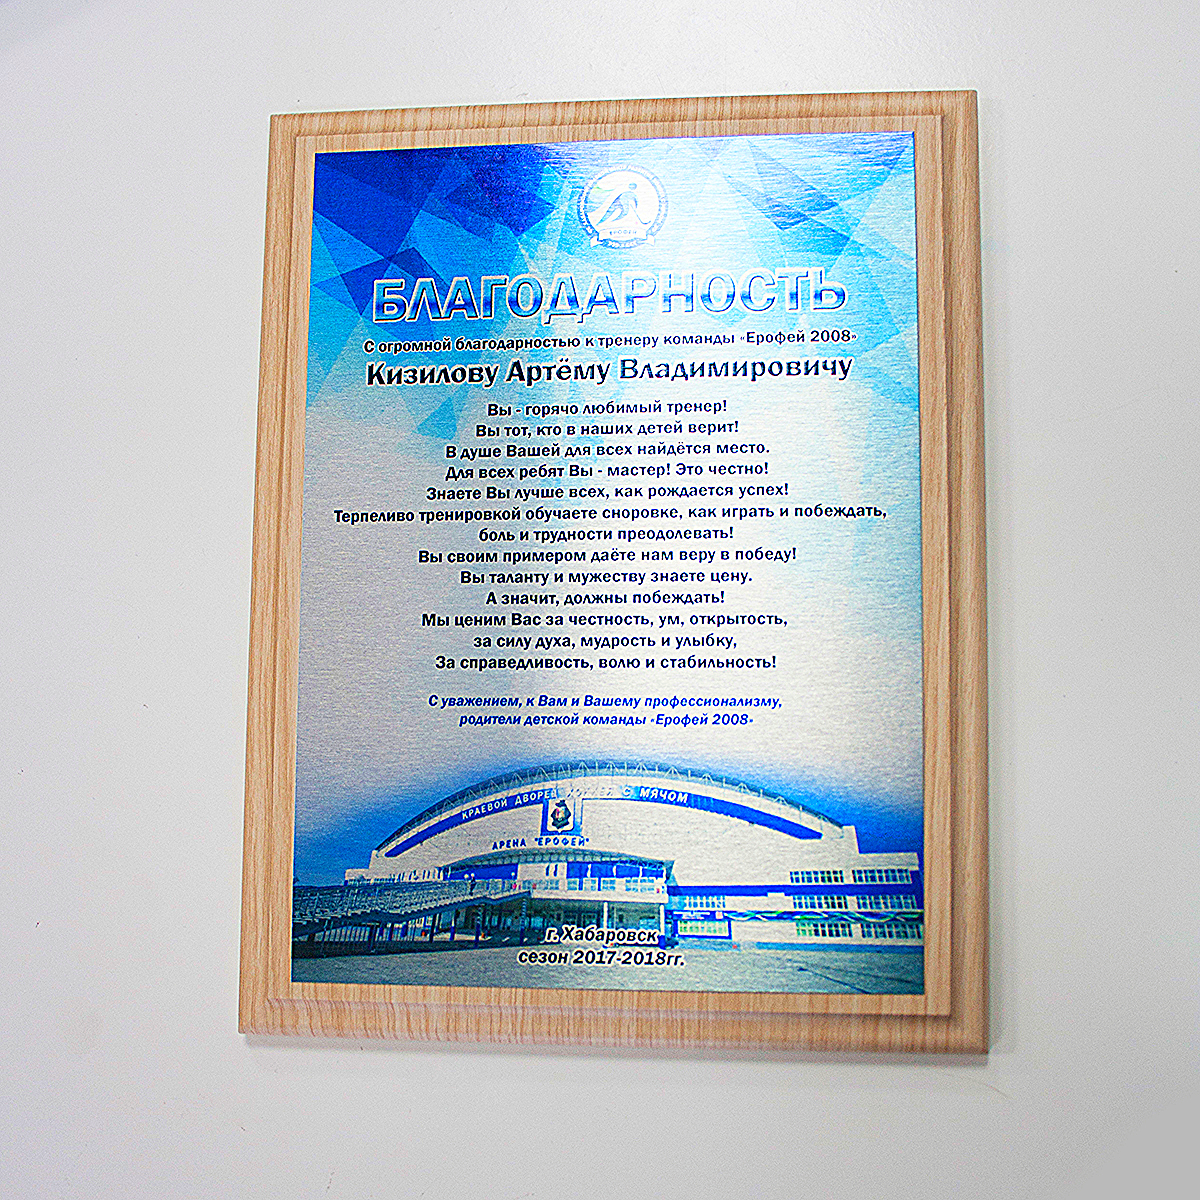 ЕРОФЕЙ
БЛАГОДАРНОСТЬ
С огромной благодарностью к тренеру команды «Ерофей 2008»
Кизилову Артёму Владимировичу
Вы - горячо любимый тренер!
Вы тот, кто в наших детей верит!
В душе Вашей для всех найдётся место.
Для всех ребят Вы - мастер! Это честно!
Знаете Вы лучше всех, как рождается успех!
Терпеливо тренировкой обучаете сноровке, как играть и побеждать,
боль и трудности преодолевать!
Вы своим примером даёте нам веру в победу!
Вы таланту и мужеству знаете цену.
А значит, должны побеждать!
Мы ценим Вас за честность, ум, открытость,
за силу духа, мудрость и улыбку,
За справедливость, волю и стабильность!
С уважением, к Вам и Вашему профессионализму,
родители детской команды «Ерофей 2008»
КРАЕВОЙ ДВОРЕЦ ХОККЕЯ С МЯЧОМ
АРЕНА "ЕРОФЕЙ"
г. Хабаровск
сезон 2017-2018гг.